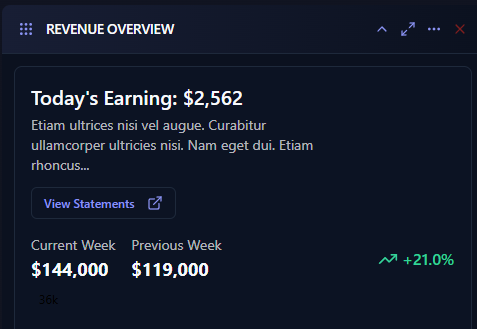 REVENUE OVERVIEW
Today's Earning: $2,562
Etiam ultrices nisi vel augue. Curabitur
ullamcorper ultricies nisi. Nam eget dui. Etiam
rhoncus...
View Statements
Current Week Previous Week
$144,000 $119,000
+21.0%
36k